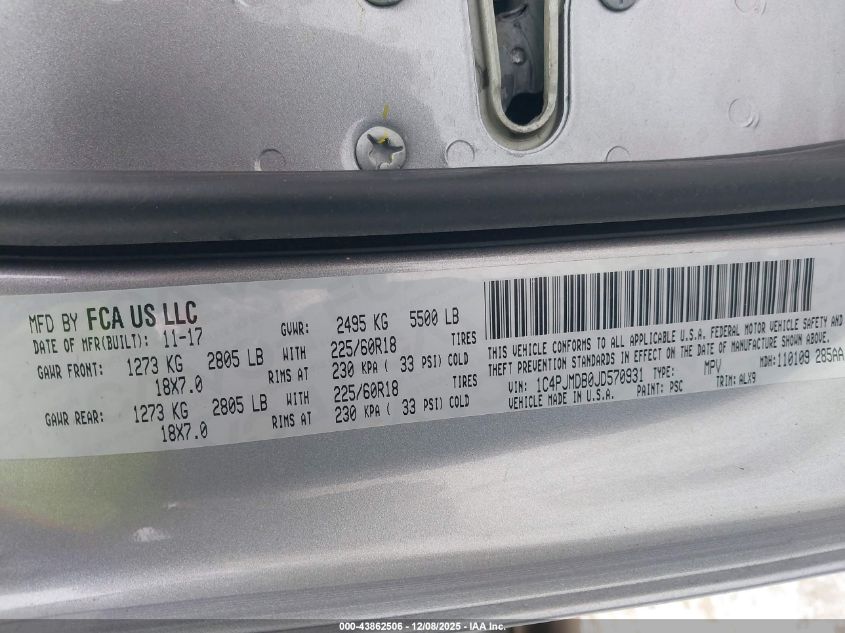 MFD BY FCA US LLC
DATE OF MFR(BUILT): 11-17
GVWR: 2495 KG 5500 LB
GAWR FRONT: 1273 KG 2805 LB WITH 225/60R18 TIRES
18X7.0 RIMS AT 230 KPA ( 33 PSI) COLD
GAWR REAR: 1273 KG 2805 LB WITH 225/60R18 TIRES
18X7.0 RIMS AT 230 KPA ( 33 PSI) COLD
THIS VEHICLE CONFORMS TO ALL APPLICABLE U.S.A. FEDERAL MOTOR VEHICLE SAFETY AND
THEFT PREVENTION STANDARDS IN EFFECT ON THE DATE OF MANUFACTURE SHOWN ABOVE.
VIN: 1C4PJMDB0JD570931 TYPE: MPV MDH: 110109 285AA
VEHICLE MADE IN U.S.A. PAINT: PSC TRIM: ALX9
000-43862506 - 12/08/2025 - IAA, Inc.